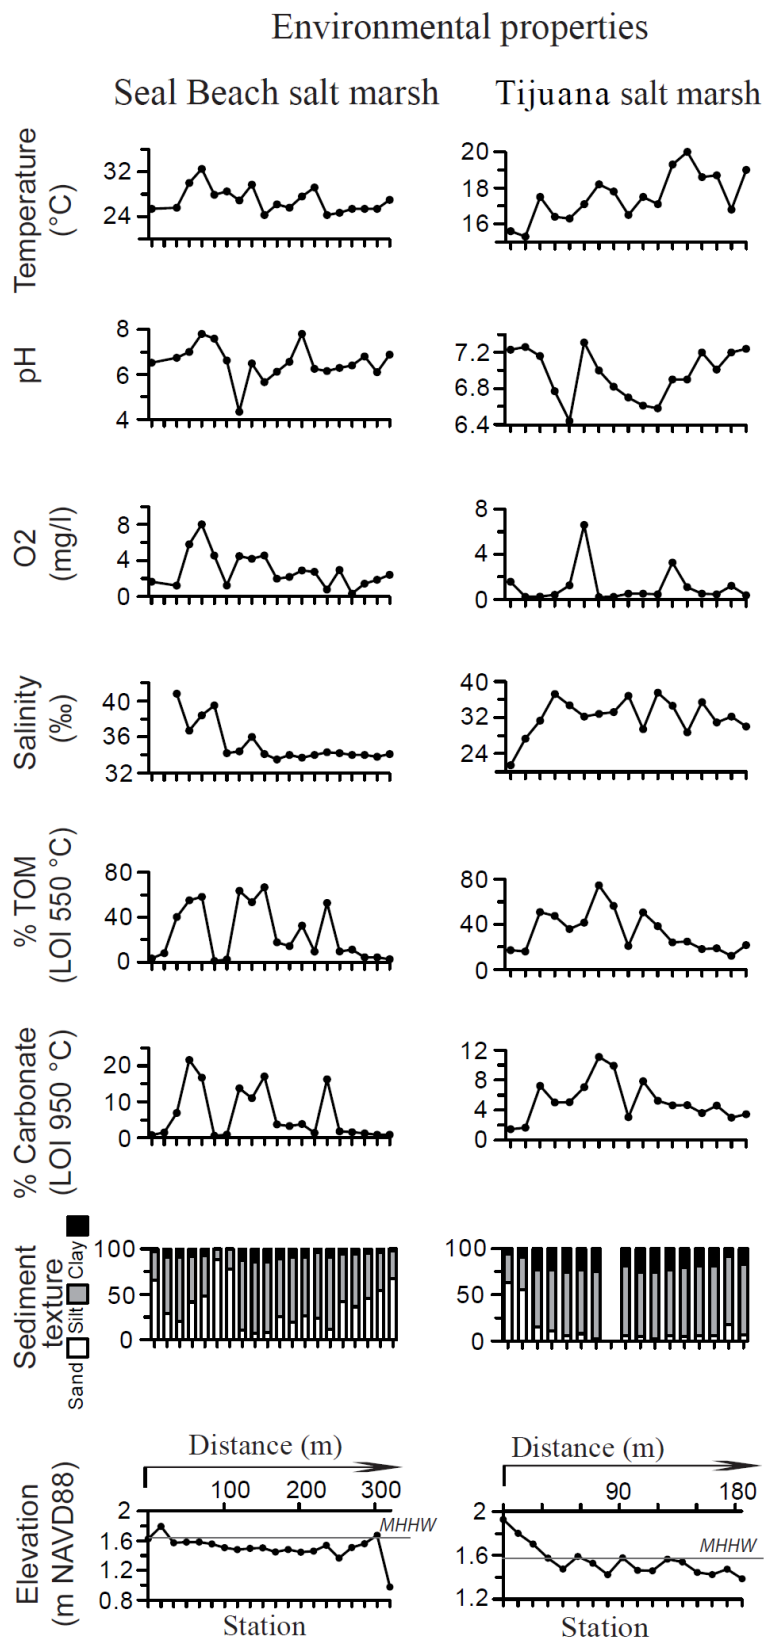 Environmental properties
Seal Beach salt marsh
Tijuana salt marsh
Temperature
(°C)
32
24
20
18
16
pH
8
6
4
7.2
6.8
6.4
O2
(mg/l)
8
4
0
8
4
0
Salinity
(‰)
40
36
32
40
32
24
% TOM
(LOI 550 °C)
80
40
0
80
40
0
% Carbonate
(LOI 950 °C)
20
10
0
12
8
4
0
Sediment
texture
Sand
Silt
Clay
100
50
0
100
50
0
Distance (m)
100
200
300
Distance (m)
90
180
Elevation
(m NAVD88)
2
1.6
1.2
0.8
MHHW
2
1.6
1.2
MHHW
Station
Station